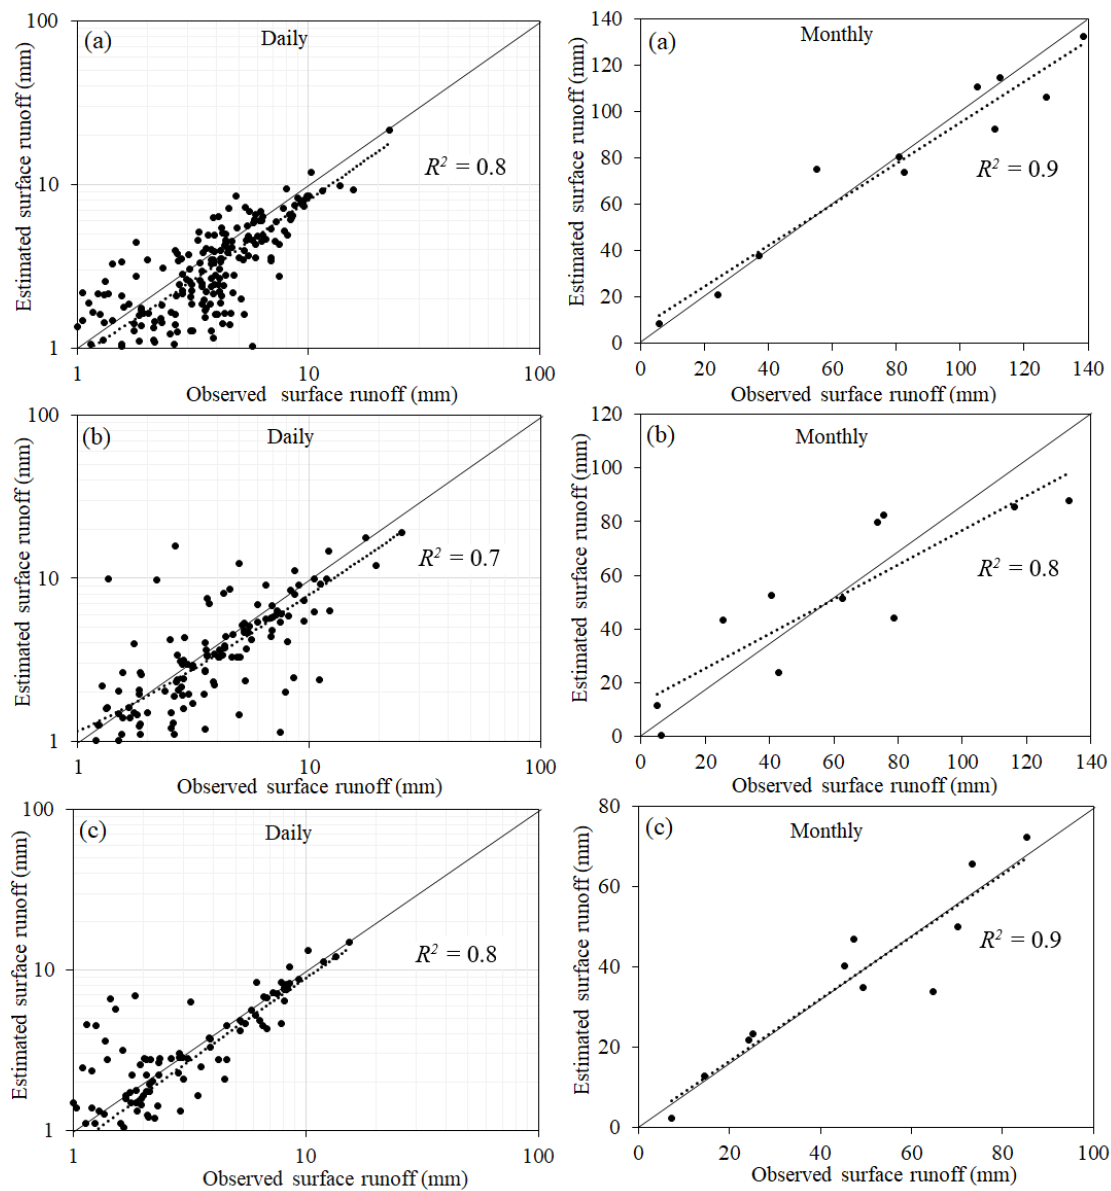 (a)
Daily
Estimated surface runoff (mm)
100
10
1
R² = 0.8
1
10
100
Observed surface runoff (mm)
(a)
Monthly
Estimated surface runoff (mm)
140
120
100
80
60
40
20
0
R² = 0.9
0
20
40
60
80
100
120
140
Observed surface runoff (mm)
(b)
Daily
Estimated surface runoff (mm)
100
10
1
R² = 0.7
1
10
100
Observed surface runoff (mm)
(b)
Monthly
Estimated surface runoff (mm)
120
100
80
60
40
20
0
R² = 0.8
0
20
40
60
80
100
120
140
Observed surface runoff (mm)
(c)
Daily
Estimated surface runoff (mm)
100
10
1
R² = 0.8
1
10
100
Observed surface runoff (mm)
(c)
Monthly
Estimated surface runoff (mm)
80
60
40
20
0
R² = 0.9
0
20
40
60
80
100
Observed surface runoff (mm)